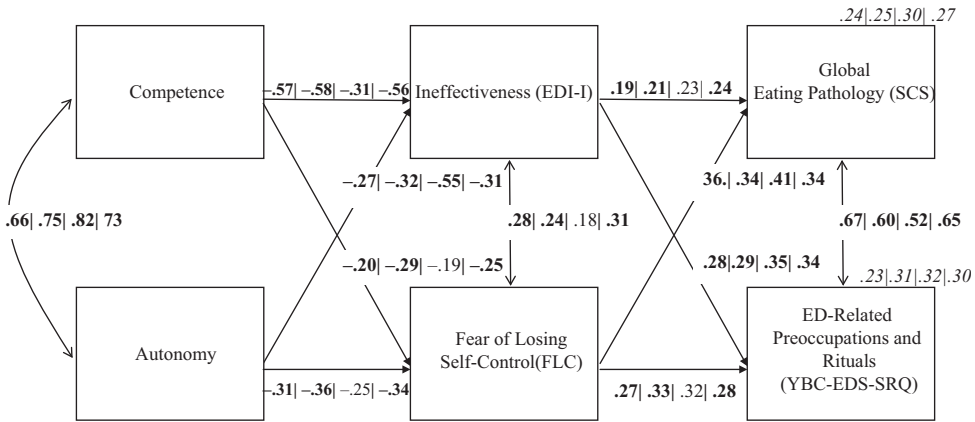 .24|.25|.30| .27
Competence
–.57| –.58| –.31| –.56
Ineffectiveness (EDI-I)
.19| .21| .23| .24
Global
Eating Pathology (SCS)
–.27| –.32| –.55| –.31
36.| .34| .41| .34
.66| .75| .82| 73
.28| .24| .18| .31
.67| .60| .52| .65
–.20| –.29| –.19| –.25
.28|.29| .35| .34
.23|.31|.32|.30
Autonomy
Fear of Losing
Self-Control(FLC)
ED-Related
Preoccupations and
Rituals
(YBC-EDS-SRQ)
–.31| –.36| –.25| –.34
.27| .33| .32| .28